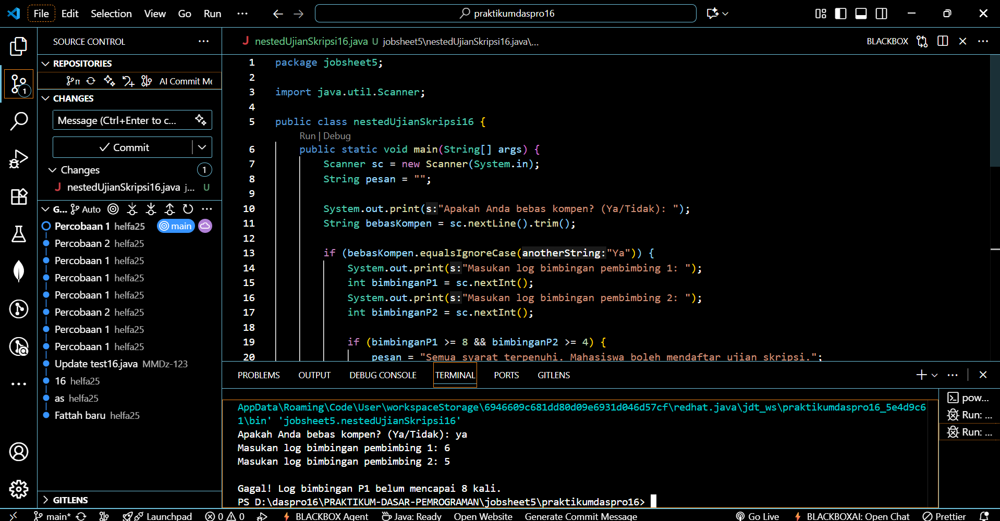 File Edit Selection View Go Run ··· praktikumdaspro16
SOURCE CONTROL ···
REPOSITORIES
AI Commit Me
CHANGES
Message (Ctrl+Enter to c...
Commit
Changes 1
J nestedUjianSkripsi16.java j... U
G... Auto ···
Percobaan 1 helfa25 main
Percobaan 2 helfa25
Percobaan 1 helfa25
Percobaan 1 helfa25
Percobaan 1 helfa25
Percobaan 2 helfa25
Percobaan 1 helfa25
Percobaan 1 helfa25
Update test16.java MMDz-123
16 helfa25
as helfa25
Fattah baru helfa25
GITLENS
1
J nestedUjianSkripsi16.java U jobsheet5\nestedUjianSkripsi16.java\... BLACKBOX ···
1 package jobsheet5;
2
3 import java.util.Scanner;
4
5 public class nestedUjianSkripsi16 {
Run | Debug
6 public static void main(String[] args) {
7 Scanner sc = new Scanner(System.in);
8 String pesan = "";
9
10 System.out.print(s:"Apakah Anda bebas kompen? (Ya/Tidak): ");
11 String bebasKompen = sc.nextLine().trim();
12
13 if (bebasKompen.equalsIgnoreCase(anotherString:"Ya")) {
14 System.out.print(s:"Masukan log bimbingan pembimbing 1: ");
15 int bimbinganP1 = sc.nextInt();
16 System.out.print(s:"Masukan log bimbingan pembimbing 2: ");
17 int bimbinganP2 = sc.nextInt();
18
19 if (bimbinganP1 >= 8 && bimbinganP2 >= 4) {
20 pesan = "Semua syarat terpenuhi. Mahasiswa boleh mendaftar ujian skripsi.";
PROBLEMS OUTPUT DEBUG CONSOLE TERMINAL PORTS GITLENS
AppData\Roaming\Code\User\workspaceStorage\6946609c681dd80d09e6931d046d57cf\redhat.java\jdt_ws\praktikumdaspro16_5e4d9c6
1\bin' 'jobsheet5.nestedUjianSkripsi16'
Apakah Anda bebas kompen? (Ya/Tidak): ya
Masukan log bimbingan pembimbing 1: 6
Masukan log bimbingan pembimbing 2: 5

Gagal! Log bimbingan P1 belum mencapai 8 kali.
PS D:\daspro16\PRAKTIKUM-DASAR-PEMROGRAMAN\jobsheet5\praktikumdaspro16>
pow...
Run: ...
Run: ...
main* Launchpad 0 0 BLACKBOX Agent Java: Ready Open Website Generate Commit Message Go Live BLACKBOXAI: Open Chat Prettier